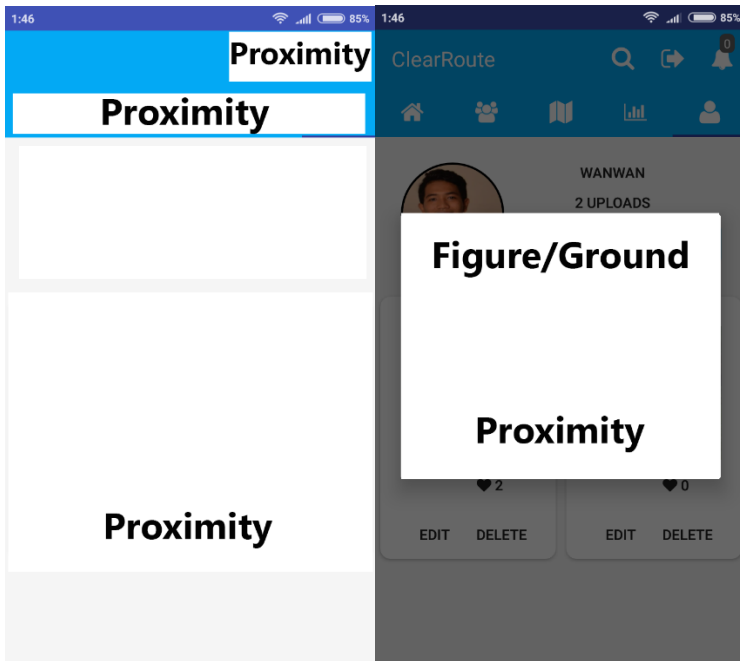 1:46
85%
Proximity
Proximity
Proximity
1:46
85%
ClearRoute
0
WANWAN
2 UPLOADS
Figure/Ground
Proximity
2
0
EDIT DELETE
EDIT DELETE